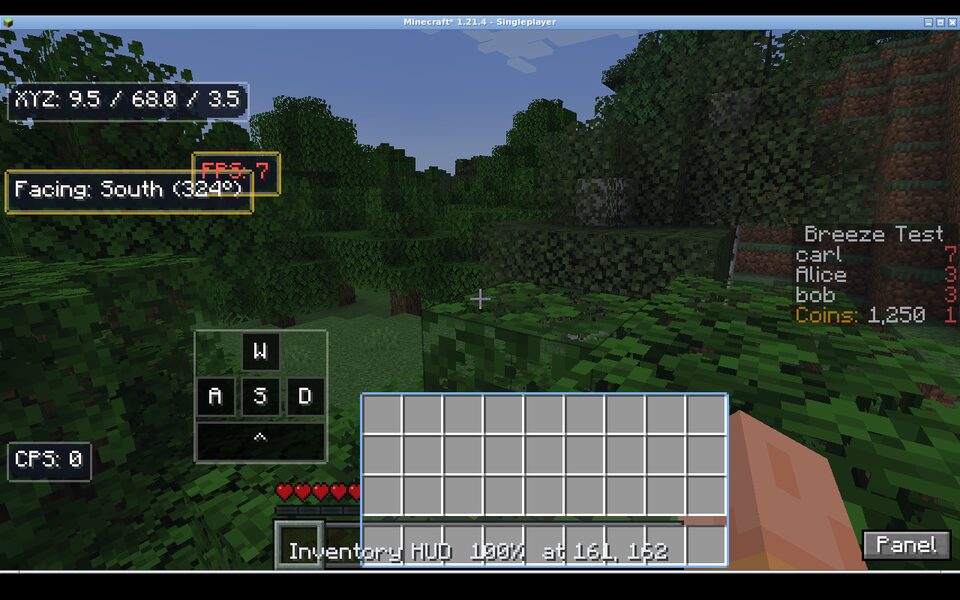 Minecraft* 1.21.4 - Singleplayer
XYZ: 9.5 / 68.0 / 3.5
FPS: 7
Facing: South (324º)
Breeze Test
carl 7
Alice 3
bob 3
Coins: 1,250 1
W
A S D
^
CPS: 0
Inventory HUD 100% at 161, 162
Panel